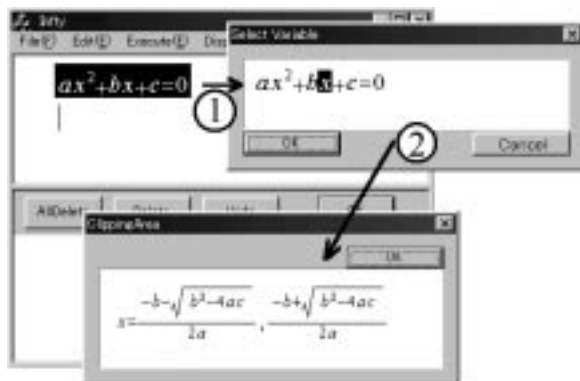 Infty
File(F) Edit(E) Execute(E) Disp
ax²+bx+c=0
①
Select Variable
ax²+bx+c=0
OK
Cancel
②
AllDelete
ClippingArea
OK
x=(-b-√(b²-4ac))/(2a), (-b+√(b²-4ac))/(2a)